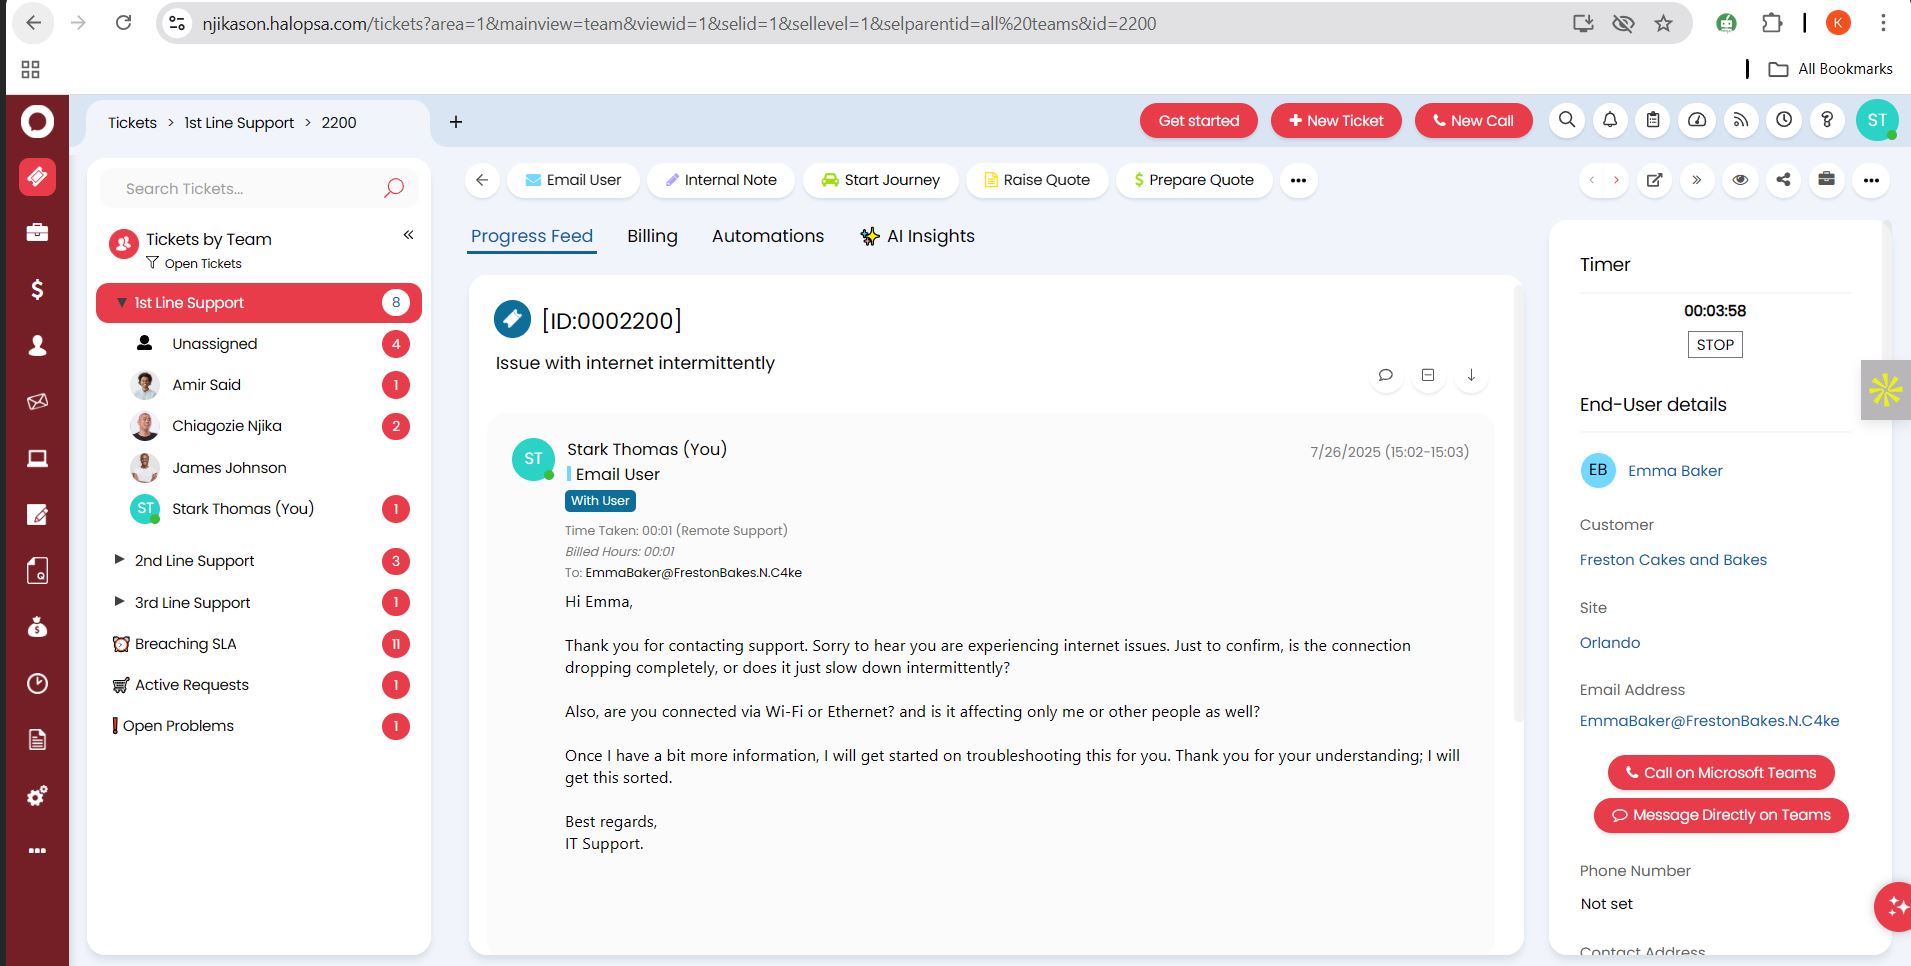 njikason.halopsa.com/tickets?area=1&mainview=team&viewid=1&selid=1&sellevel=1&selparentid=all%20teams&id=2200
K
All Bookmarks
Tickets > 1st Line Support > 2200
+
Get started
+ New Ticket
New Call
?
ST
Search Tickets...
Tickets by Team
Open Tickets
1st Line Support 8
Unassigned 4
Amir Said 1
Chiagozie Njika 2
James Johnson
ST Stark Thomas (You) 1
2nd Line Support 3
3rd Line Support 1
Breaching SLA 11
Active Requests 1
Open Problems 1
Email User
Internal Note
Start Journey
Raise Quote
$ Prepare Quote
Progress Feed
Billing
Automations
AI Insights
[ID:0002200]
Issue with internet intermittently
ST
Stark Thomas (You)
7/26/2025 (15:02-15:03)
Email User
With User
Time Taken: 00:01 (Remote Support)
Billed Hours: 00:01
To: EmmaBaker@FrestonBakes.N.C4ke
Hi Emma,
Thank you for contacting support. Sorry to hear you are experiencing internet issues. Just to confirm, is the connection
dropping completely, or does it just slow down intermittently?
Also, are you connected via Wi-Fi or Ethernet? and is it affecting only me or other people as well?
Once I have a bit more information, I will get started on troubleshooting this for you. Thank you for your understanding; I will
get this sorted.
Best regards,
IT Support.
Timer
00:03:58
STOP
End-User details
EB Emma Baker
Customer
Freston Cakes and Bakes
Site
Orlando
Email Address
EmmaBaker@FrestonBakes.N.C4ke
Call on Microsoft Teams
Message Directly on Teams
Phone Number
Not set
Contact Address